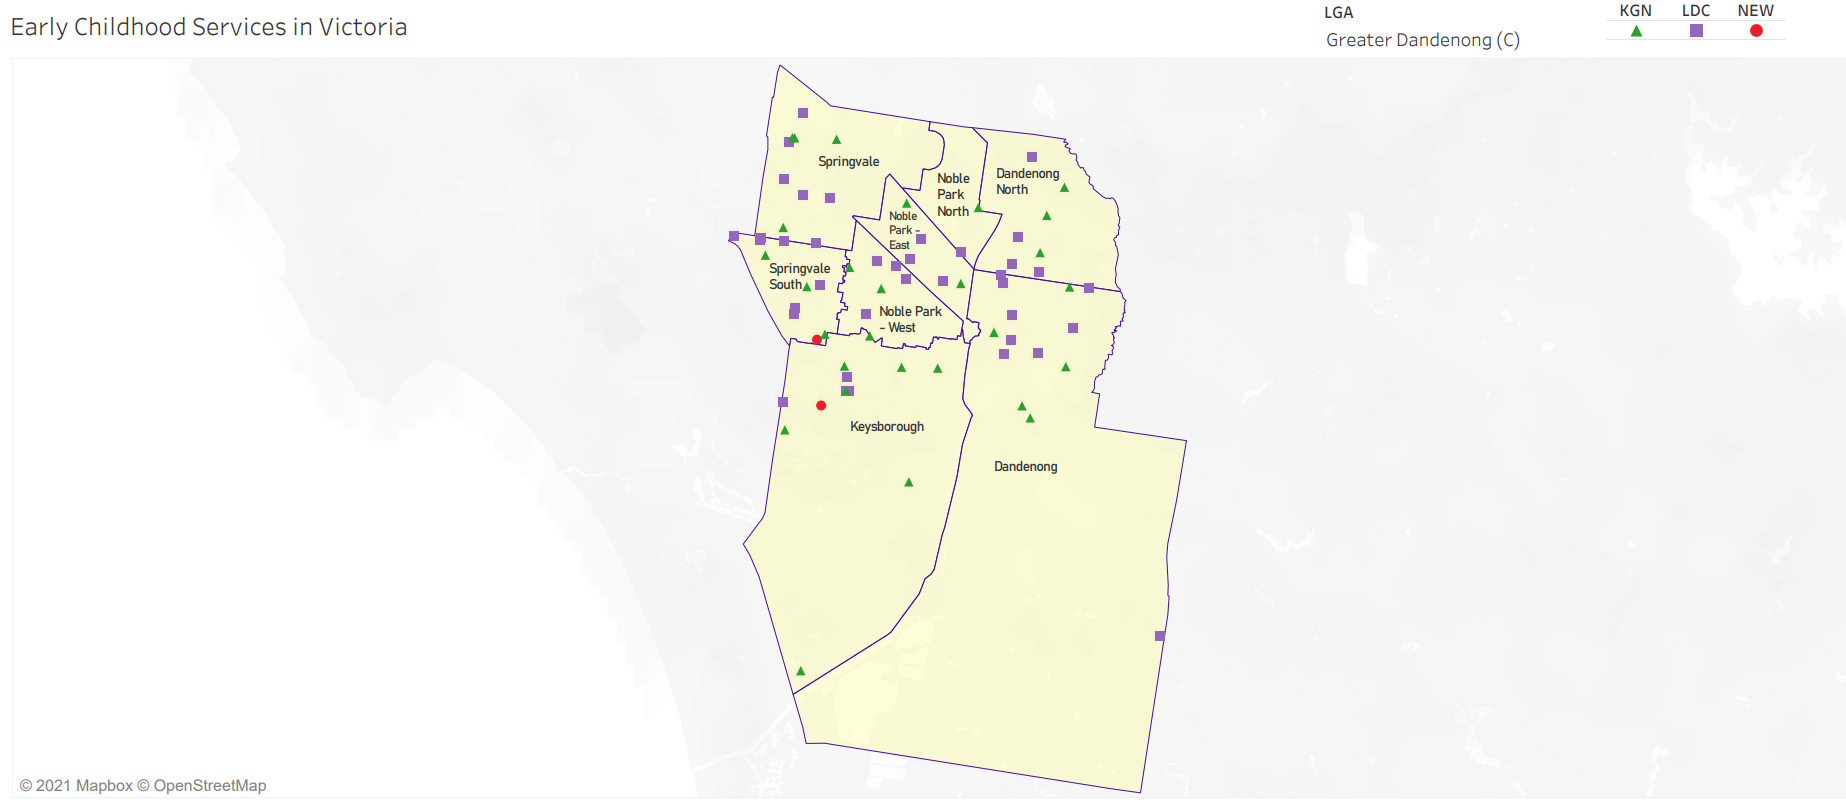 Early Childhood Services in Victoria
LGA
Greater Dandenong (C)
KGN LDC NEW
Springvale
Noble
Park
North
Dandenong
North
Noble
Park -
East
Springvale
South
Noble Park
- West
Keysborough
Dandenong
© 2021 Mapbox © OpenStreetMap